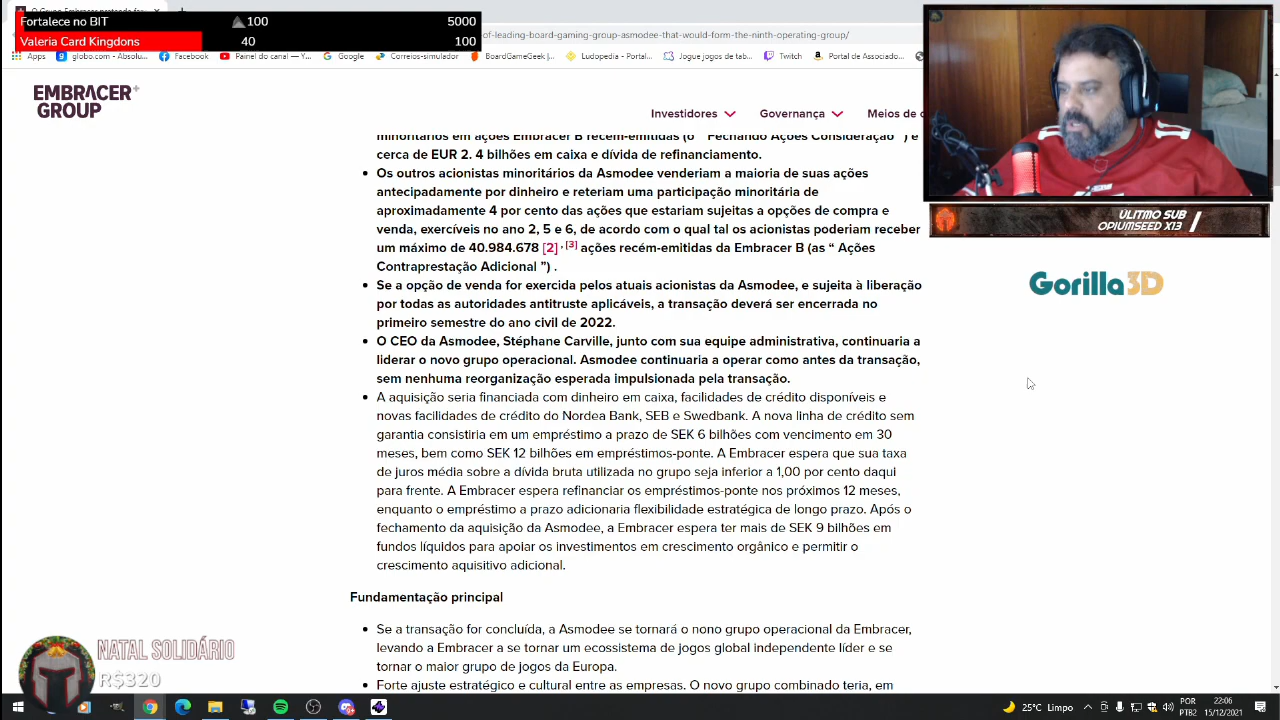 Fortalece no BIT 100 5000
Valeria Card Kingdons 40 100
of-leading-board-gaming-group-asmodee-that-would-form-the-ninth-operating-group/
Apps globo.com - Absolu... Facebook Painel do canal — Y... Google Correios-simulador BoardGameGeek |... Ludopedia - Portal... Jogue jogos de tab... Twitch Portal de Associado...
EMBRACER+
GROUP
Investidores Governança Meios de
minoritários em ações Embracer B recém-emitidas (o " Fechando Ações Consideração ") e
cerca de EUR 2. 4 bilhões em caixa e dívida de refinanciamento.
Os outros acionistas minoritários da Asmodee venderiam a maioria de suas ações
antecipadamente por dinheiro e reteriam uma participação minoritária de
aproximadamente 4 por cento das ações que estariam sujeitas a opções de compra e
venda, exercíveis no ano 2, 5 e 6, de acordo com o qual tal os acionistas poderiam receber
um máximo de 40.984.678 [2] , [3] ações recém-emitidas da Embracer B (as “ Ações
Contraprestação Adicional ”) .
Se a opção de venda for exercida pelos atuais acionistas da Asmodee, e sujeita à liberação
por todas as autoridades antitruste aplicáveis, a transação deverá ser encerrada no
primeiro semestre do ano civil de 2022.
O CEO da Asmodee, Stéphane Carville, junto com sua equipe administrativa, continuaria a
liderar o novo grupo operacional. Asmodee continuaria a operar como antes da transação,
sem nenhuma reorganização esperada impulsionada pela transação.
A aquisição seria financiada com dinheiro em caixa, facilidades de crédito disponíveis e
novas facilidades de crédito do Nordea Bank, SEB e Swedbank. A nova linha de crédito sem
garantia consistiria em um empréstimo a prazo de SEK 6 bilhões com vencimento em 30
meses, bem como SEK 12 bilhões em empréstimos-ponte. A Embracer espera que sua taxa
de juros média sobre a dívida bruta utilizada no grupo seja inferior a 1,00 por cento daqui
para frente. A Embracer espera refinanciar os empréstimos-ponte nos próximos 12 meses,
enquanto o empréstimo a prazo adicionaria flexibilidade estratégica de longo prazo. Após o
fechamento da aquisição da Asmodee, a Embracer espera ter mais de SEK 9 bilhões em
fundos líquidos para apoiar os investimentos em crescimento orgânico e permitir o
crescimento aquisitivo adicional.
Fundamentação principal
Se a transação for concluída, a Asmodee se tornará o nono grupo operacional da Embracer,
levando a Embracer a se tornar um ecossistema de jogos global independente líder e se
tornar o maior grupo de jogos da Europa.
Forte ajuste estratégico e cultural entre as empresas. O novo grupo combinado teria, em
ULITMO SUB
OPIUMSEED X13
Gorilla3D
NATAL SOLIDÁRIO
R$320
25°C Limpo
POR
PTB2
22:06
15/12/2021